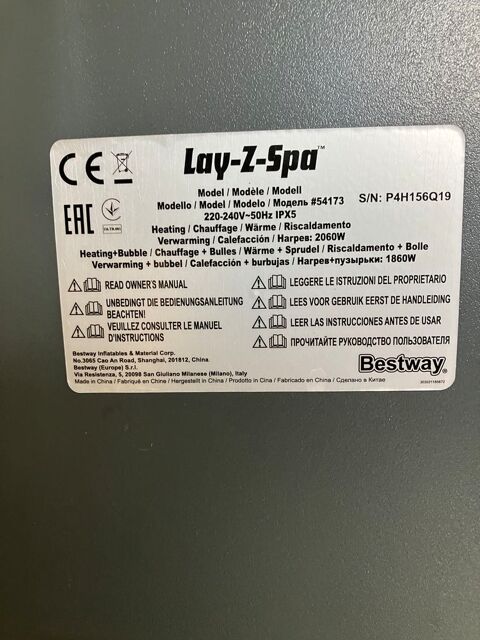 CE
Lay-Z-Spa™
EAC
Model / Modèle / Modell
Modello / Model / Modelo / Модель #54173
S/N: P4H156Q19
220-240V~50Hz IPX5
Heating / Chauffage / Wärme / Riscaldamento
Verwarming / Calefacción / Нагрев: 2060W
Heating+Bubble / Chauffage + Bulles / Wärme + Sprudel / Riscaldamento + Bolle
Verwarming + bubbel / Calefacción + burbujas / Нагрев+пузырьки: 1860W
READ OWNER'S MANUAL
UNBEDINGT DIE BEDIENUNGSANLEITUNG
BEACHTEN!
VEUILLEZ CONSULTER LE MANUEL
D'INSTRUCTIONS
LEGGERE LE ISTRUZIONI DEL PROPRIETARIO
LEES VOOR GEBRUIK EERST DE HANDLEIDING
LEER LAS INSTRUCCIONES ANTES DE USAR
ПРОЧИТАЙТЕ РУКОВОДСТВО ПОЛЬЗОВАТЕЛЯ
Bestway Inflatables & Material Corp.
No.3065 Cao An Road, Shanghai, 201812, China
Bestway (Europe) S.r.l.
Via Resistenza, 5, 20098 San Giuliano Milanese (Milano), Italy
Made in China / Fabriqué en Chine / Hergestellt in China / Prodotto in Cina / Fabricado en China / Сделано в Китае
Bestway®